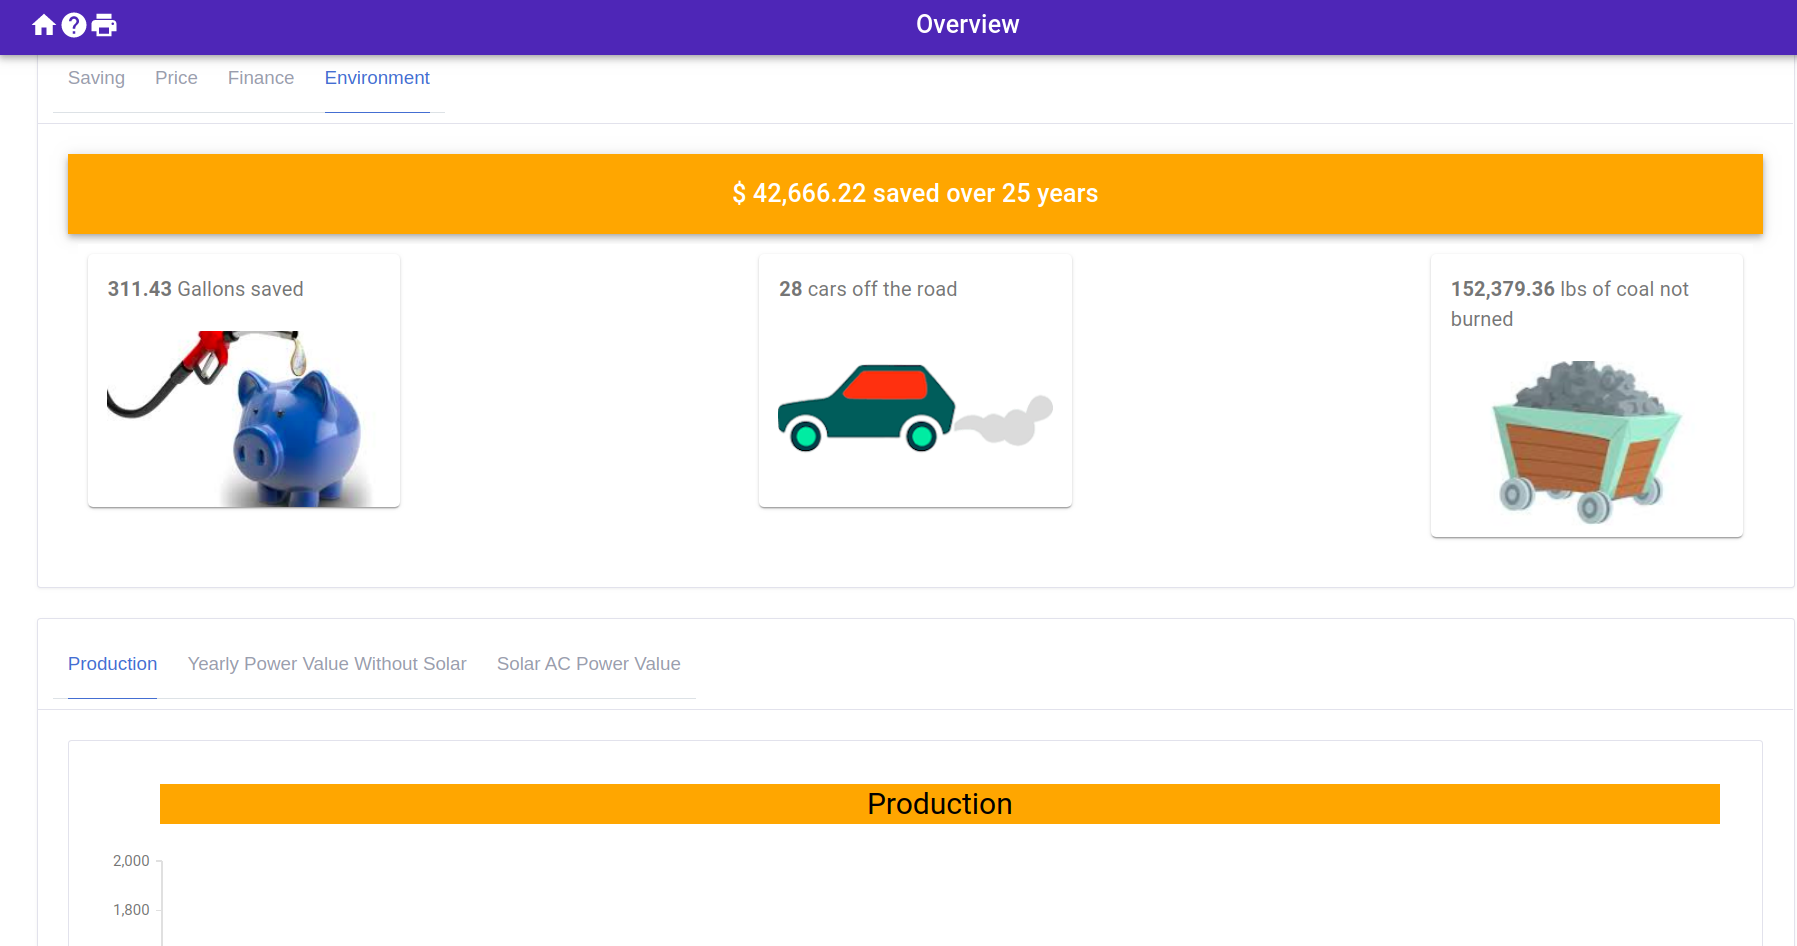 Overview
Saving Price Finance Environment
$ 42,666.22 saved over 25 years
311.43 Gallons saved
28 cars off the road
152,379.36 lbs of coal not
burned
Production Yearly Power Value Without Solar Solar AC Power Value
Production
2,000
1,800